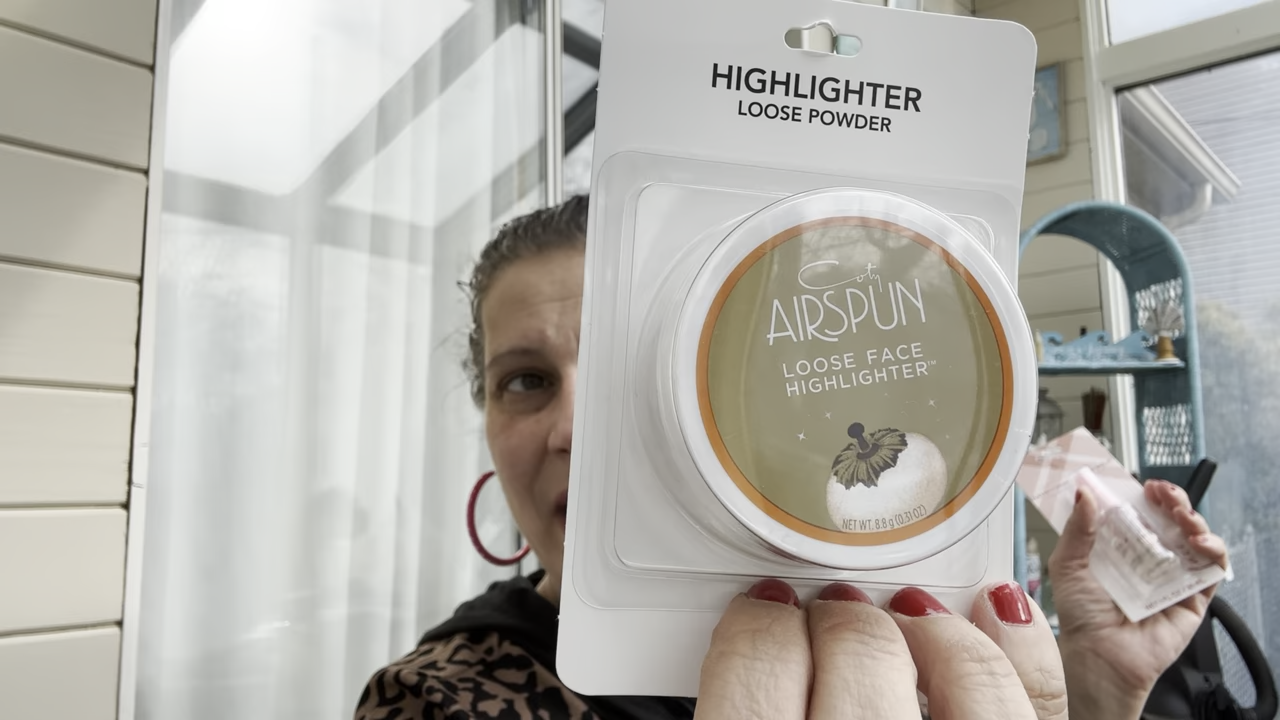 HIGHLIGHTER
LOOSE POWDER
Coty
AIRSPUN
LOOSE FACE
HIGHLIGHTER™
NET WT. 8.8 g (0.31 OZ)